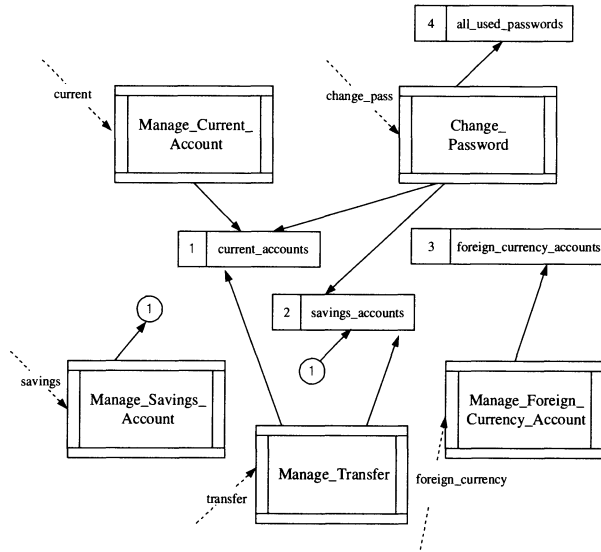 4 all_used_passwords
current
change_pass
Manage_Current_
Account
Change_
Password
1 current_accounts
3 foreign_currency_accounts
2 savings_accounts
1
1
savings
Manage_Savings_
Account
Manage_Foreign_
Currency_Account
Manage_Transfer
foreign_currency
transfer